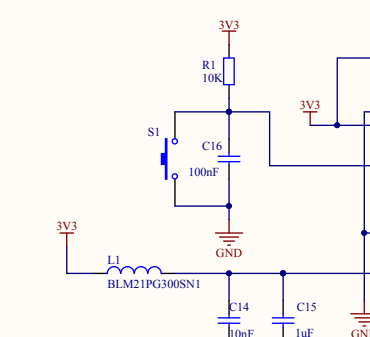 3V3
R1
10K
3V3
S1
C16
100nF
GND
3V3
L1
BLM21PG300SN1
C14
C15
10nF
1uF